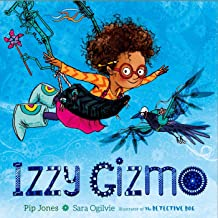 Izzy Gizmo
Pip Jones Sara Ogilvie Illustrator of The DETECTIVE DOG